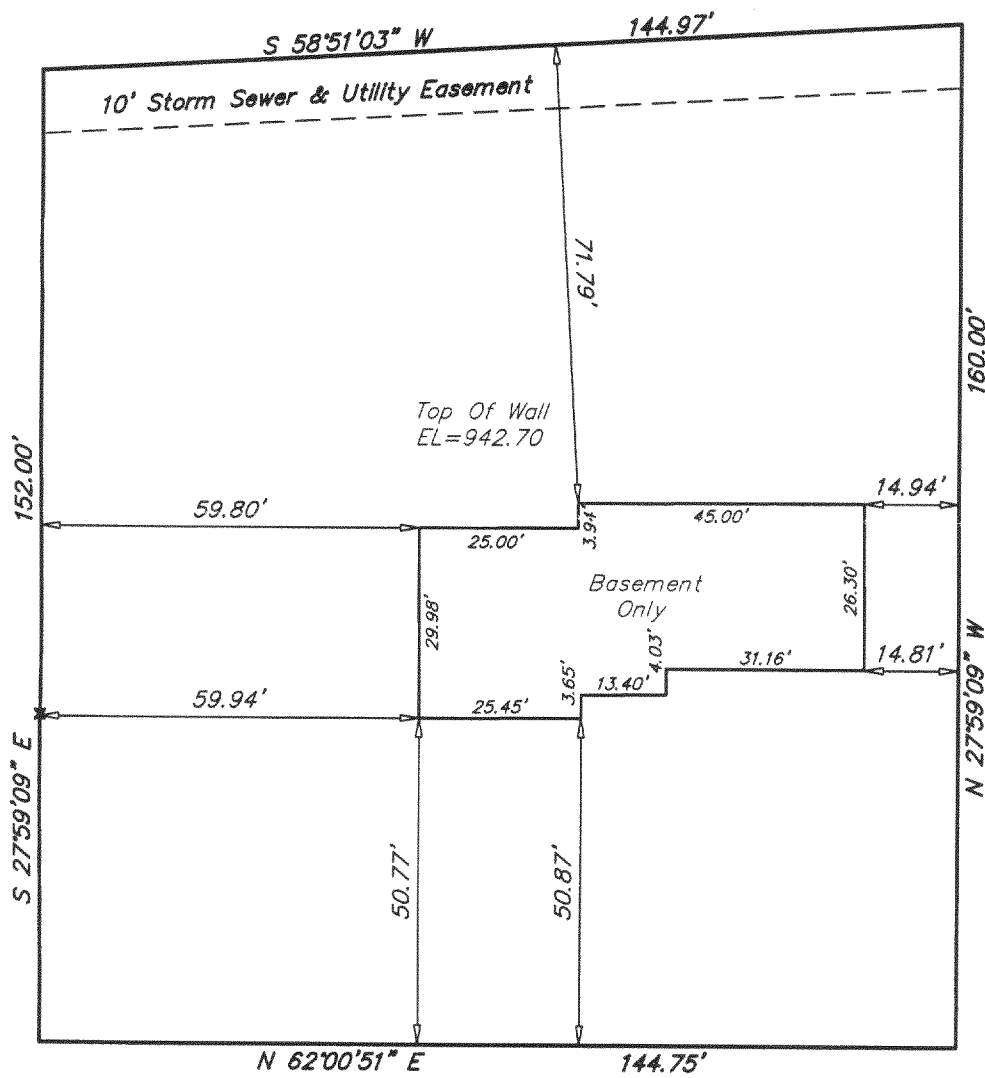 S 58°51'03" W
144.97'
10' Storm Sewer & Utility Easement
71.79'
160.00'
Top Of Wall
EL=942.70
152.00'
59.80'
14.94'
25.00'
3.94'
45.00'
Basement
Only
29.98'
26.30'
4.03'
31.16'
14.81'
3.65'
13.40'
59.94'
25.45'
S 27°59'09" E
N 27°59'09" W
50.77'
50.87'
N 62°00'51" E
144.75'